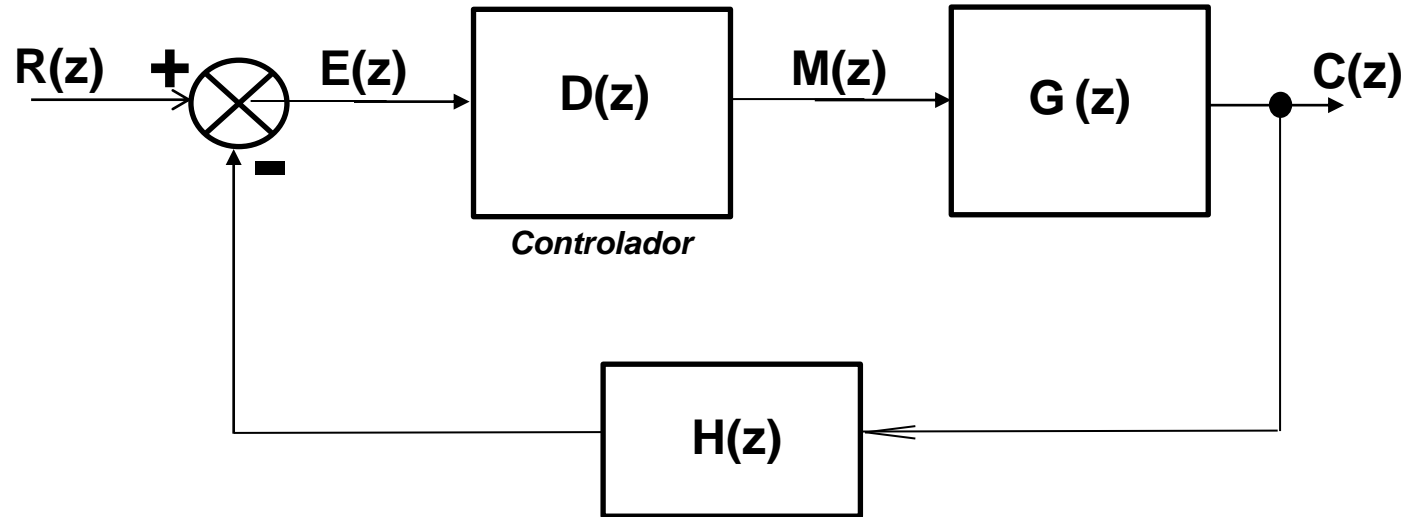 R(z)
+
E(z)
D(z)
M(z)
G (z)
C(z)
-
Controlador
H(z)